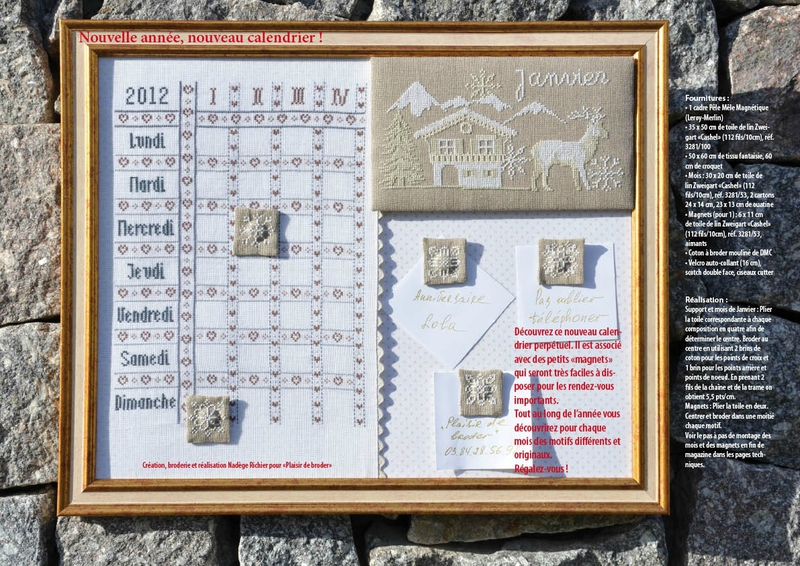 Nouvelle année, nouveau calendrier !
2012 I II III IV
Lundi
Mardi
Mercredi
Jeudi
Vendredi
Samedi
Dimanche
Création, broderie et réalisation Nadège Richier pour «Plaisir de broder»
Janvier
Anniversaire
Lola
Pas oublier
téléphoner
"Plaisir de
broder"
03.84.28.56.5
Découvrez ce nouveau calen-
drier perpétuel. Il est associé
avec des petits «magnets»
qui seront très faciles à dis-
poser pour les rendez-vous
importants.
Tout au long de l'année vous
découvrirez pour chaque
mois des motifs différents et
originaux.
Régalez-vous !
Fournitures :
• 1 cadre Pêle Mêle Magnétique
(Leroy-Merlin)
• 35 x 50 cm de toile de lin Zwei-
gart «Cashel» (112 fils/10cm), réf.
3281/100
• 50 x 60 cm de tissu fantaisie, 60
cm de croquet
• Mois : 30 x 20 cm de toile de
lin Zweigart «Cashel» (112
fils/10cm), réf. 3281/53, 2 cartons
24 x 14 cm, 23 x 13 cm de ouatine
• Magnets (pour 1) : 6 x 11 cm
de toile de lin Zweigart «Cashel»
(112 fils/10cm), réf. 3281/53,
aimants
• Coton à broder mouliné de DMC
• Velcro auto-collant (16 cm),
scotch double face, ciseaux cutter
Réalisation :
Support et mois de Janvier : Plier
la toile correspondante à chaque
composition en quatre afin de
déterminer le centre. Broder au
centre en utilisant 2 brins de
coton pour les points de croix et
1 brin pour les points arrière et
points de noeud. En prenant 2
fils de la chaîne et de la trame on
obtient 5,5 pts/cm.
Magnets : Plier la toile en deux.
Centrer et broder dans une moitié
chaque motif.
Voir le pas à pas de montage des
mois et des magnets en fin de
magazine dans les pages tech-
niques.